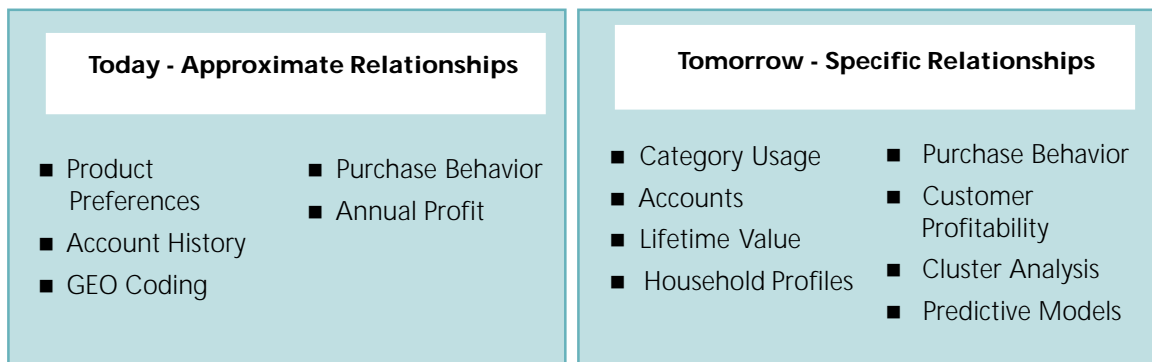 Today - Approximate Relationships
■ Product
Preferences
■ Account History
■ GEO Coding
■ Purchase Behavior
■ Annual Profit
Tomorrow - Specific Relationships
■ Category Usage
■ Accounts
■ Lifetime Value
■ Household Profiles
■ Purchase Behavior
■ Customer
Profitability
■ Cluster Analysis
■ Predictive Models